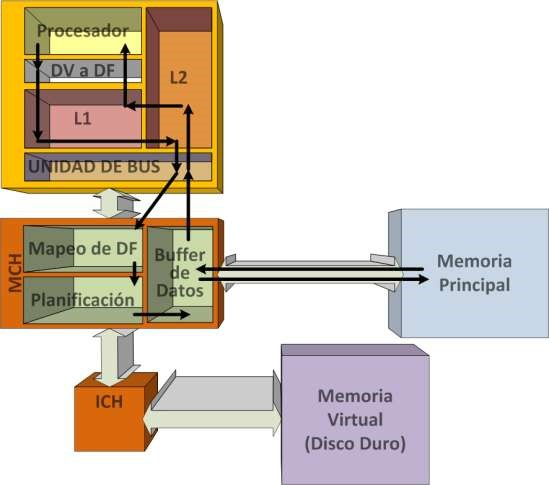 Procesador
DV a DF
L2
L1
UNIDAD DE BUS
MCH
Mapeo de DF
Planificación
Buffer
de
Datos
Memoria
Principal
ICH
Memoria
Virtual
(Disco Duro)